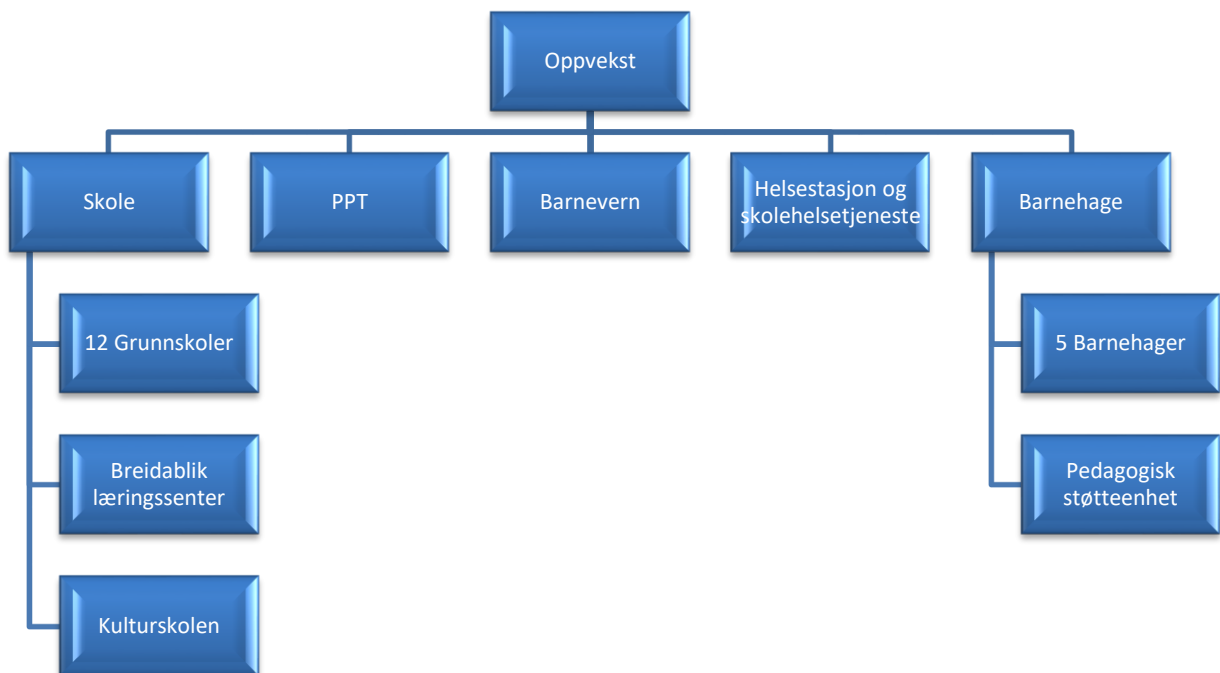 Oppvekst
Skole
PPT
Barnevern
Helsestasjon og
skolehelsetjeneste
Barnehage
12 Grunnskoler
5 Barnehager
Breidablik
læringssenter
Pedagogisk
støtteenhet
Kulturskolen